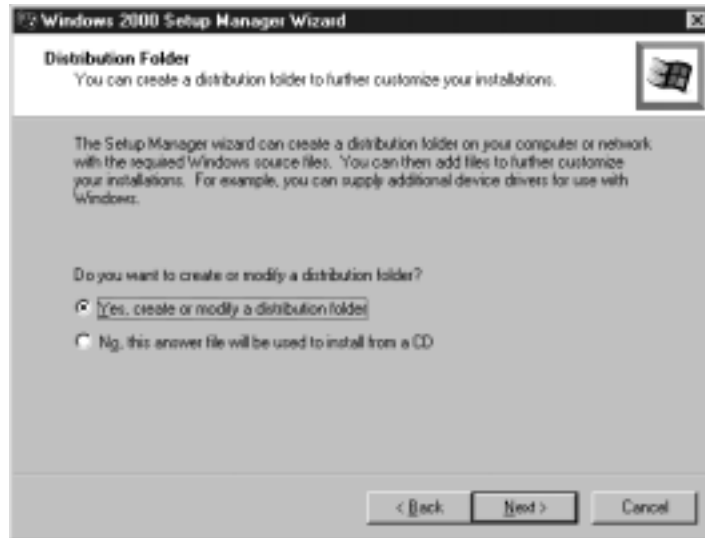 Windows 2000 Setup Manager Wizard
Distribution Folder
You can create a distribution folder to further customize your installations.
The Setup Manager wizard can create a distribution folder on your computer or network
with the required Windows source files. You can then add files to further customize
your installations. For example, you can supply additional device drivers for use with
Windows.
Do you want to create or modify a distribution folder?
Yes, create or modify a distribution folder
No, this answer file will be used to install from a CD
< Back
Next >
Cancel